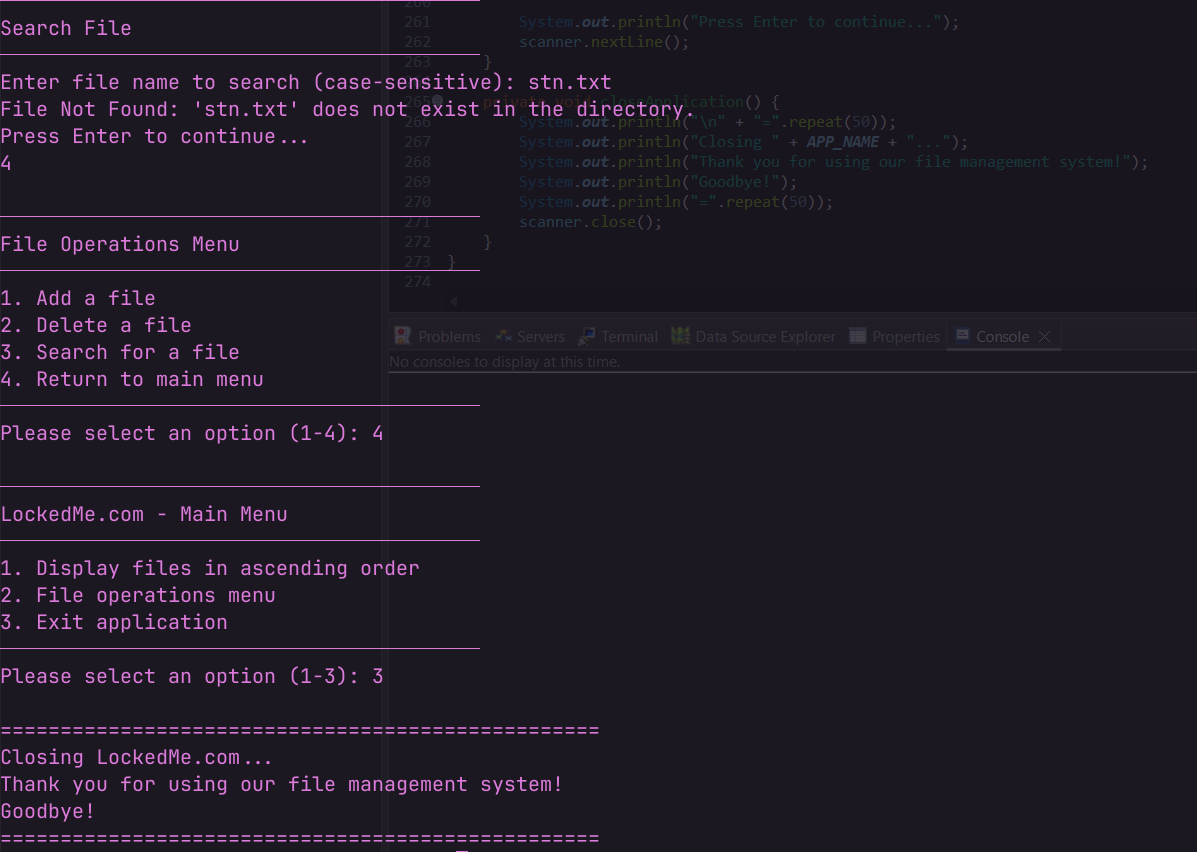 Search File
Enter file name to search (case-sensitive): stn.txt
File Not Found: 'stn.txt' does not exist in the directory.
Press Enter to continue...
4
File Operations Menu
1. Add a file
2. Delete a file
3. Search for a file
4. Return to main menu
Please select an option (1-4): 4
LockedMe.com - Main Menu
1. Display files in ascending order
2. File operations menu
3. Exit application
Please select an option (1-3): 3
==================================================
Closing LockedMe.com...
Thank you for using our file management system!
Goodbye!
==================================================
260
261 System.out.println("Press Enter to continue...");
262 scanner.nextLine();
263 }
265 private void closeApplication() {
266 System.out.println("\n" + "=".repeat(50));
267 System.out.println("Closing " + APP_NAME + "...");
268 System.out.println("Thank you for using our file management system!");
269 System.out.println("Goodbye!");
270 System.out.println("=".repeat(50));
271 scanner.close();
272 }
273 }
274
Problems Servers Terminal Data Source Explorer Properties Console
No consoles to display at this time.